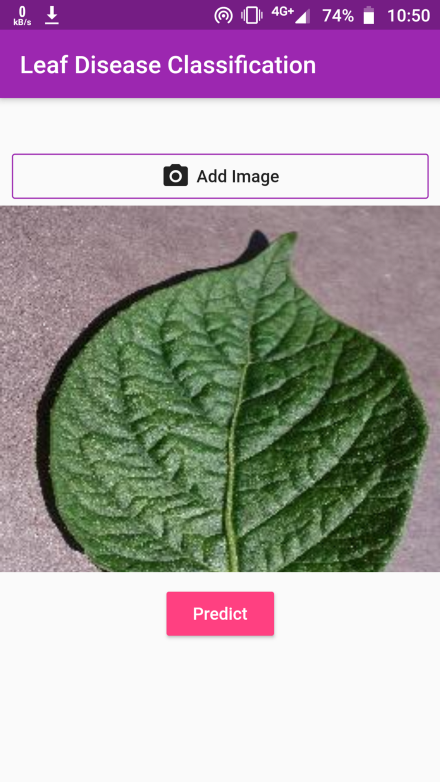 0
kB/s
4G+
74%
10:50
Leaf Disease Classification
Add Image
Predict